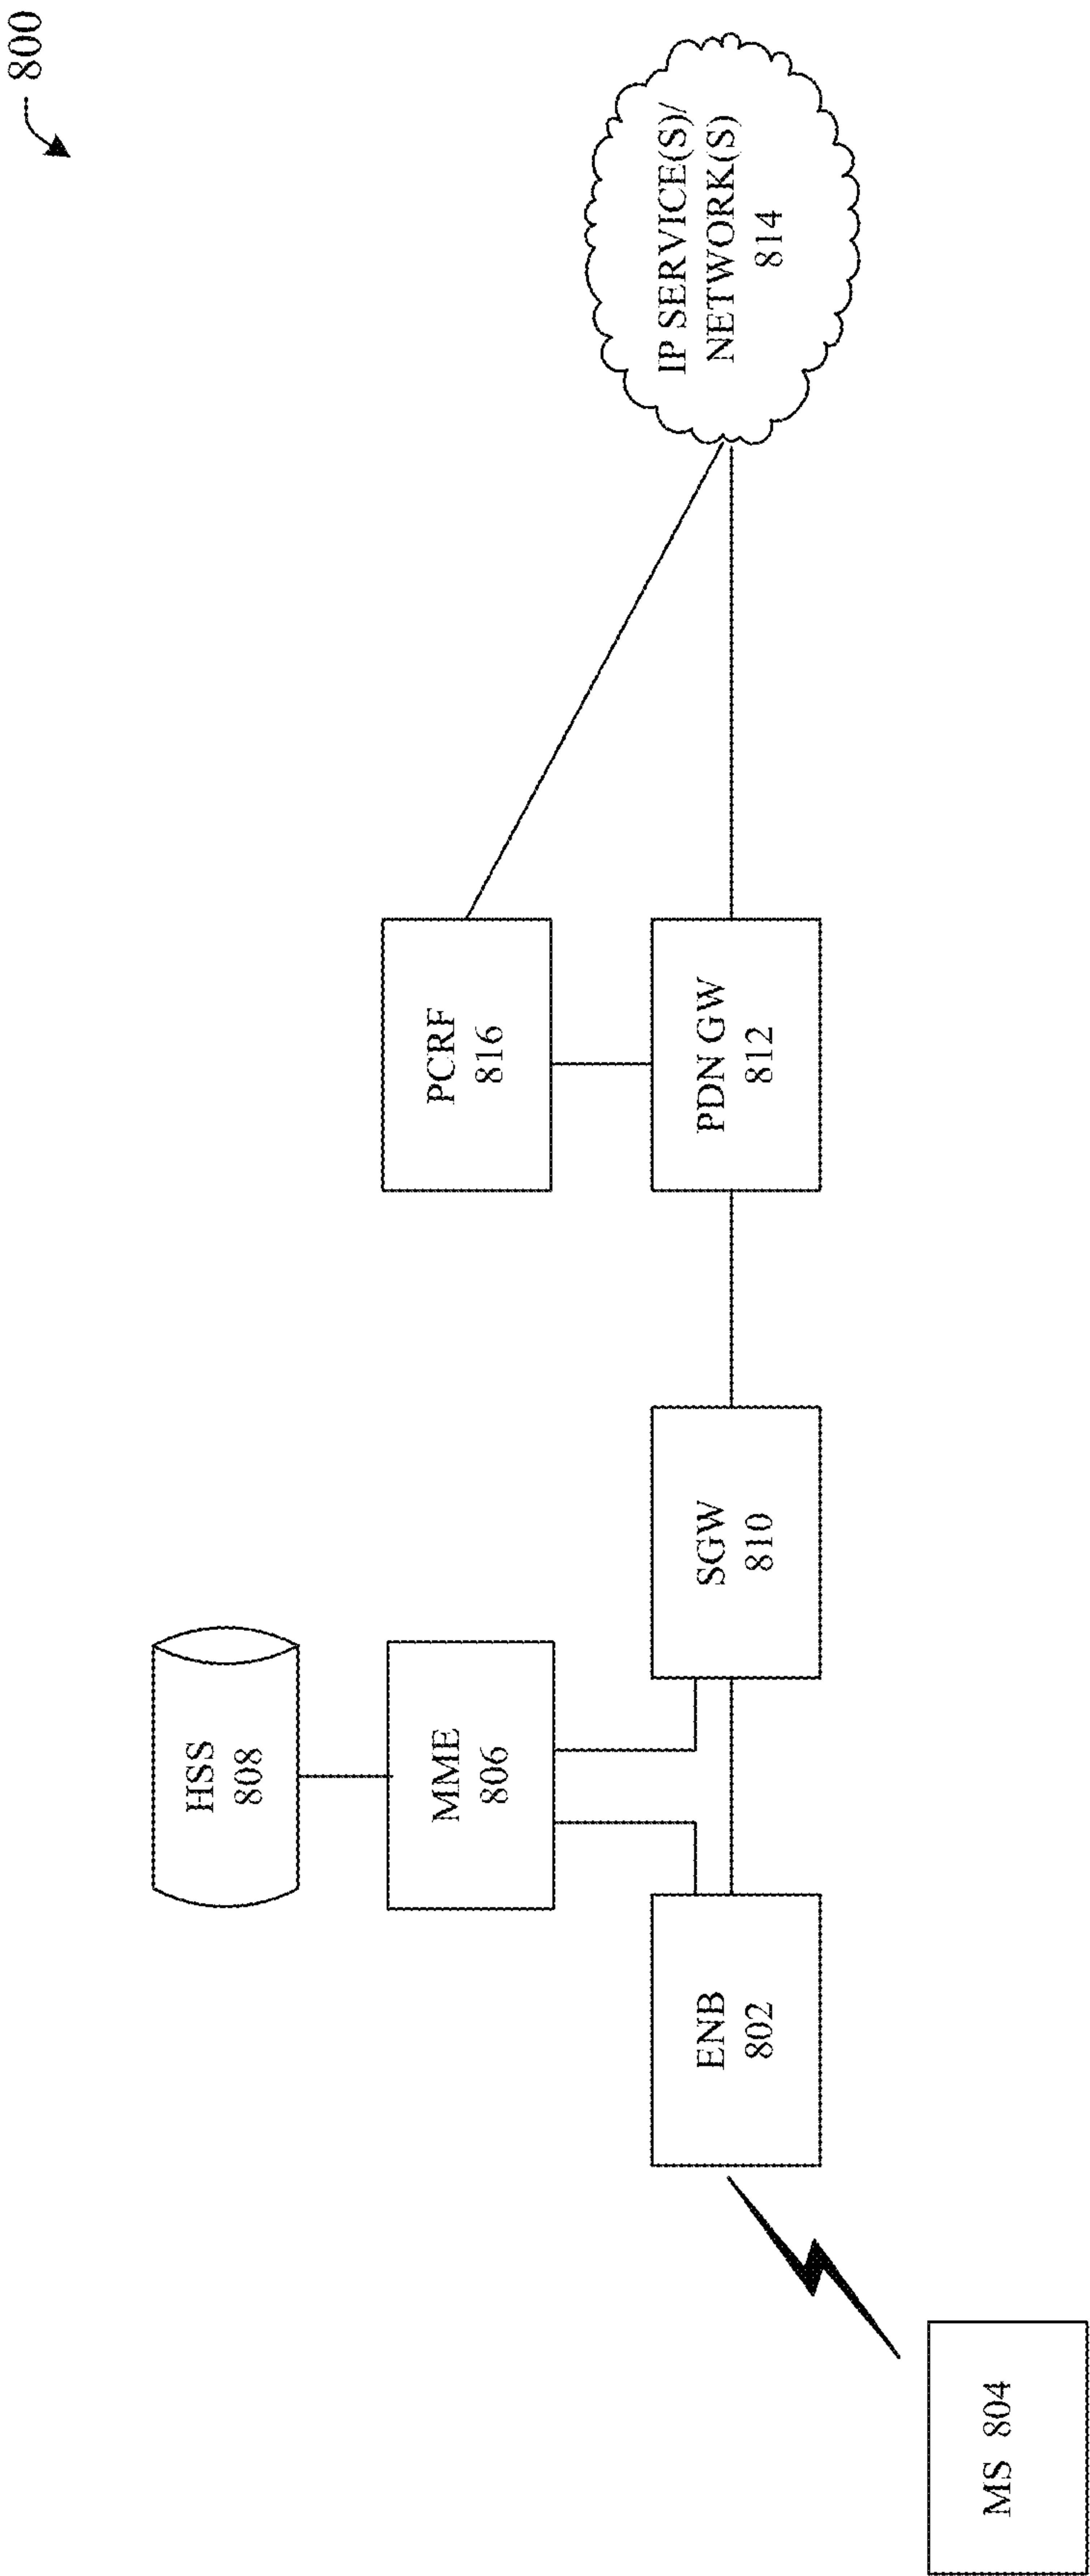 800
HSS
808
MME
806
PCRF
816
IP SERVICE(S)/
NETWORK(S)
814
ENB
802
SGW
810
PDN GW
812
MS 804